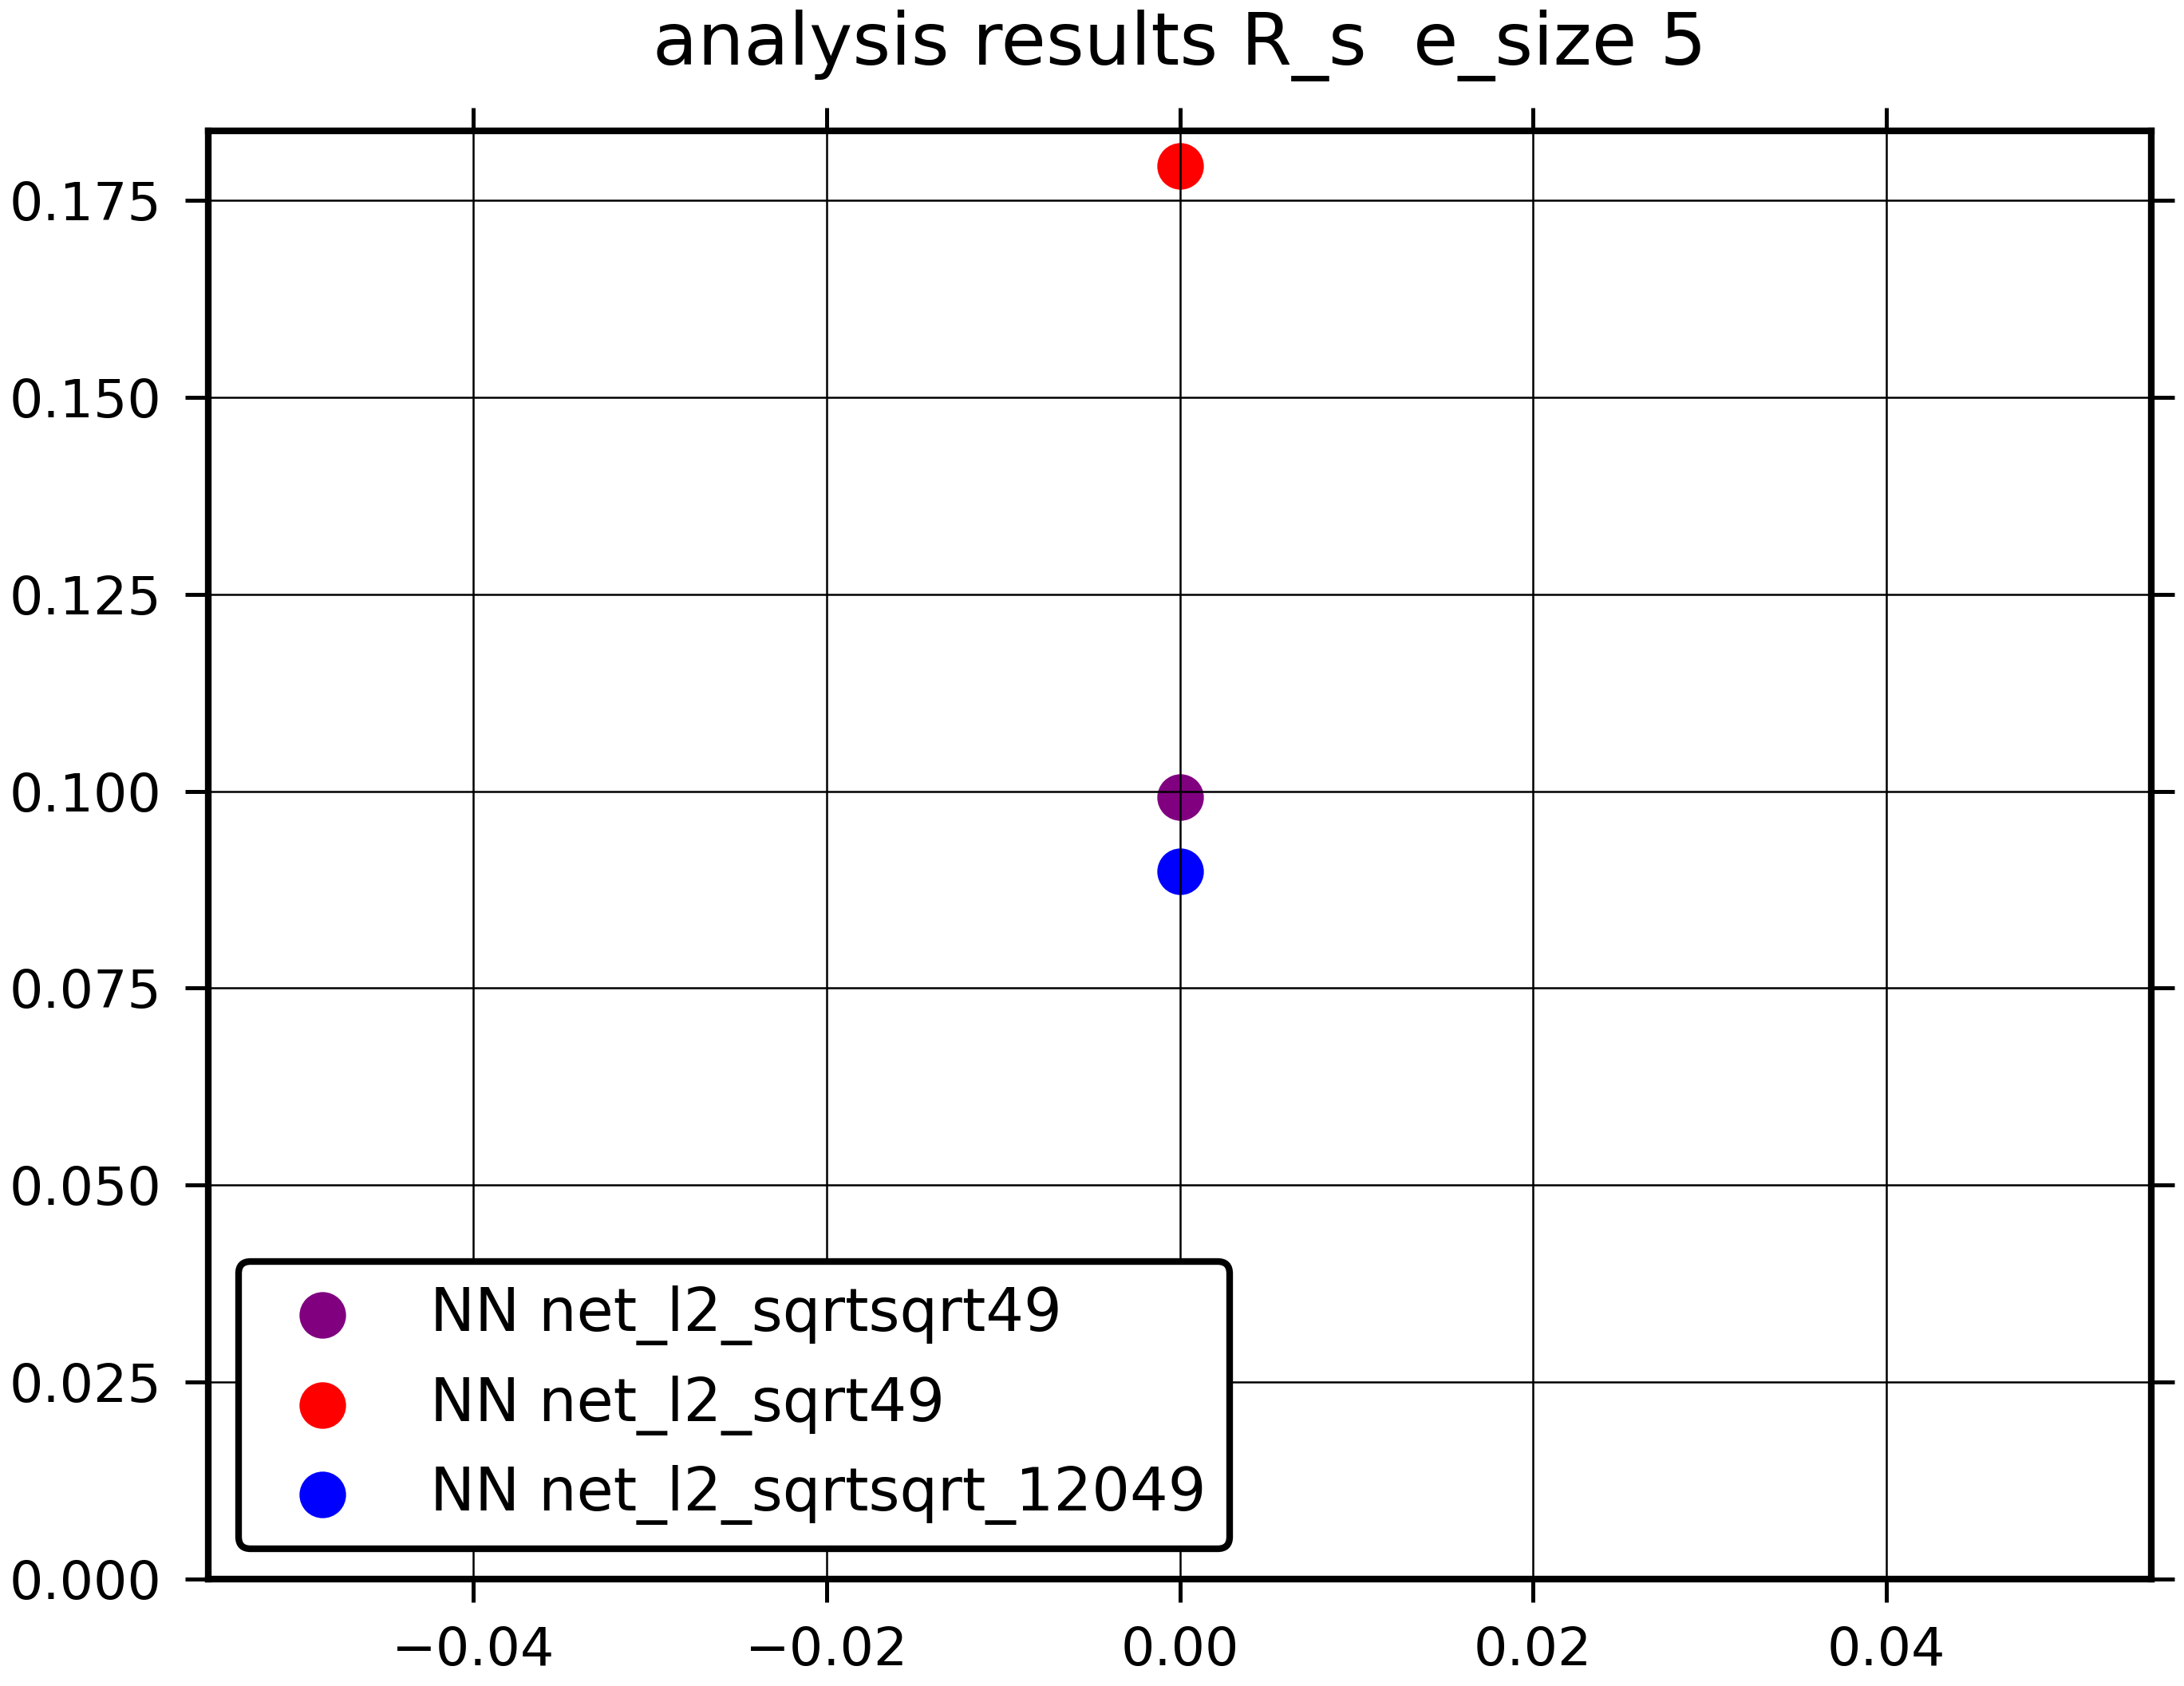 analysis results R_s  e_size 5
0.175
0.150
0.125
0.100
0.075
0.050
0.025
0.000
NN net_l2_sqrtsqrt49
NN net_l2_sqrt49
NN net_l2_sqrtsqrt_12049
−0.04 −0.02 0.00 0.02 0.04